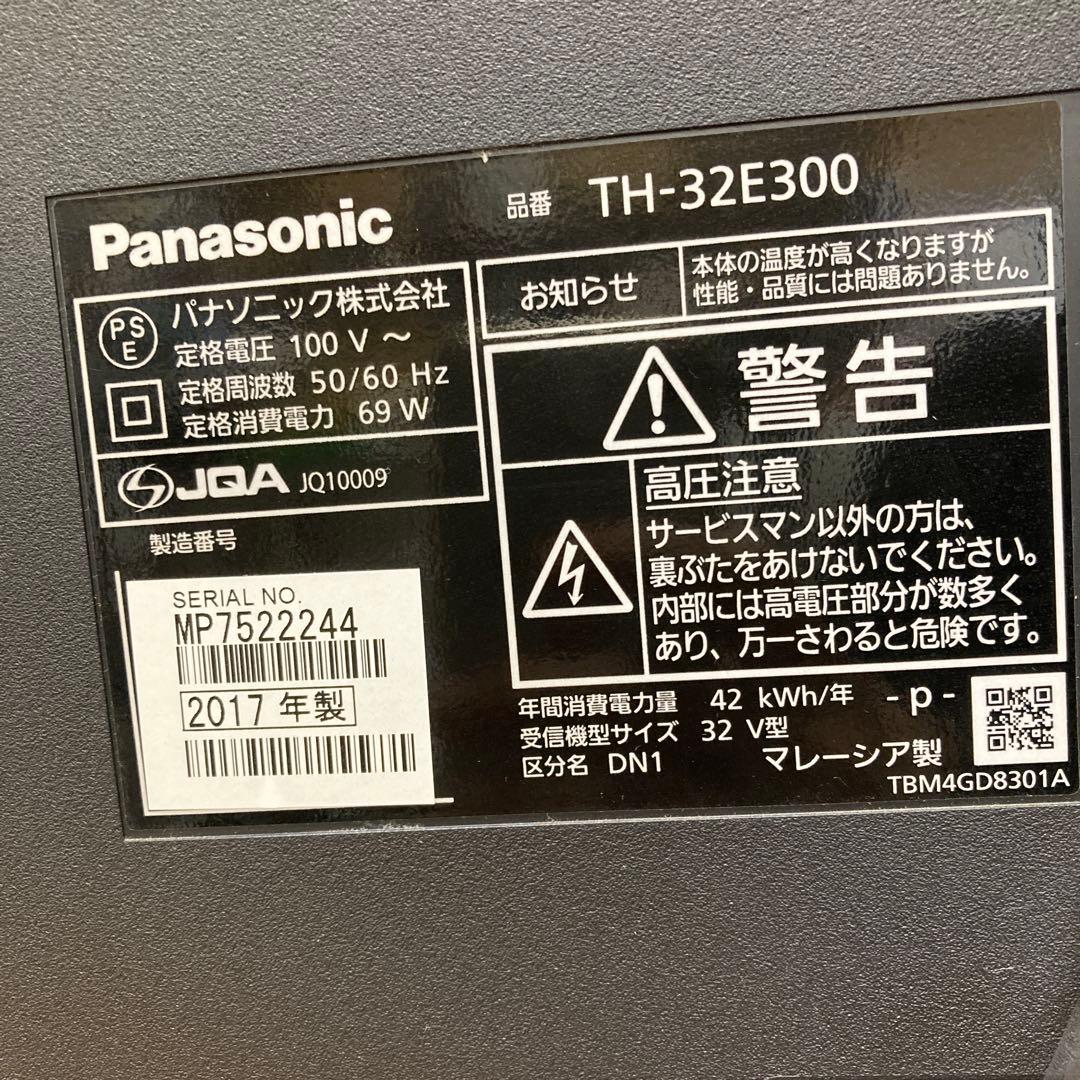 Panasonic
品番 TH-32E300
PS
E
パナソニック株式会社
定格電圧 100 V ～
定格周波数 50/60 Hz
定格消費電力 69 W
JQA JQ10009
製造番号
SERIAL NO.
MP7522244
2017 年製
お知らせ
本体の温度が高くなりますが
性能・品質には問題ありません。
警告
高圧注意
サービスマン以外の方は、
裏ぶたをあけないでください。
内部には高電圧部分が数多く
あり、万一さわると危険です。
年間消費電力量 42 kWh/年 -p-
受信機型サイズ 32 V型
区分名 DN1 マレーシア製
TBM4GD8301A